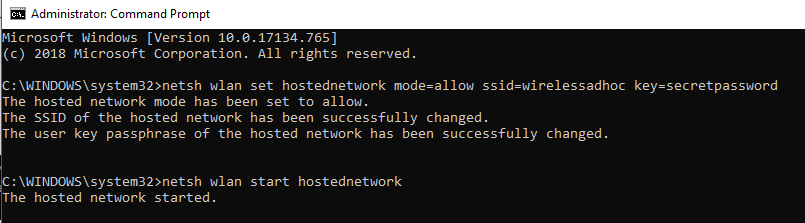 Administrator: Command Prompt
Microsoft Windows [Version 10.0.17134.765]
(c) 2018 Microsoft Corporation. All rights reserved.
C:\WINDOWS\system32>netsh wlan set hostednetwork mode=allow ssid=wirelessadhoc key=secretpassword
The hosted network mode has been set to allow.
The SSID of the hosted network has been successfully changed.
The user key passphrase of the hosted network has been successfully changed.
C:\WINDOWS\system32>netsh wlan start hostednetwork
The hosted network started.